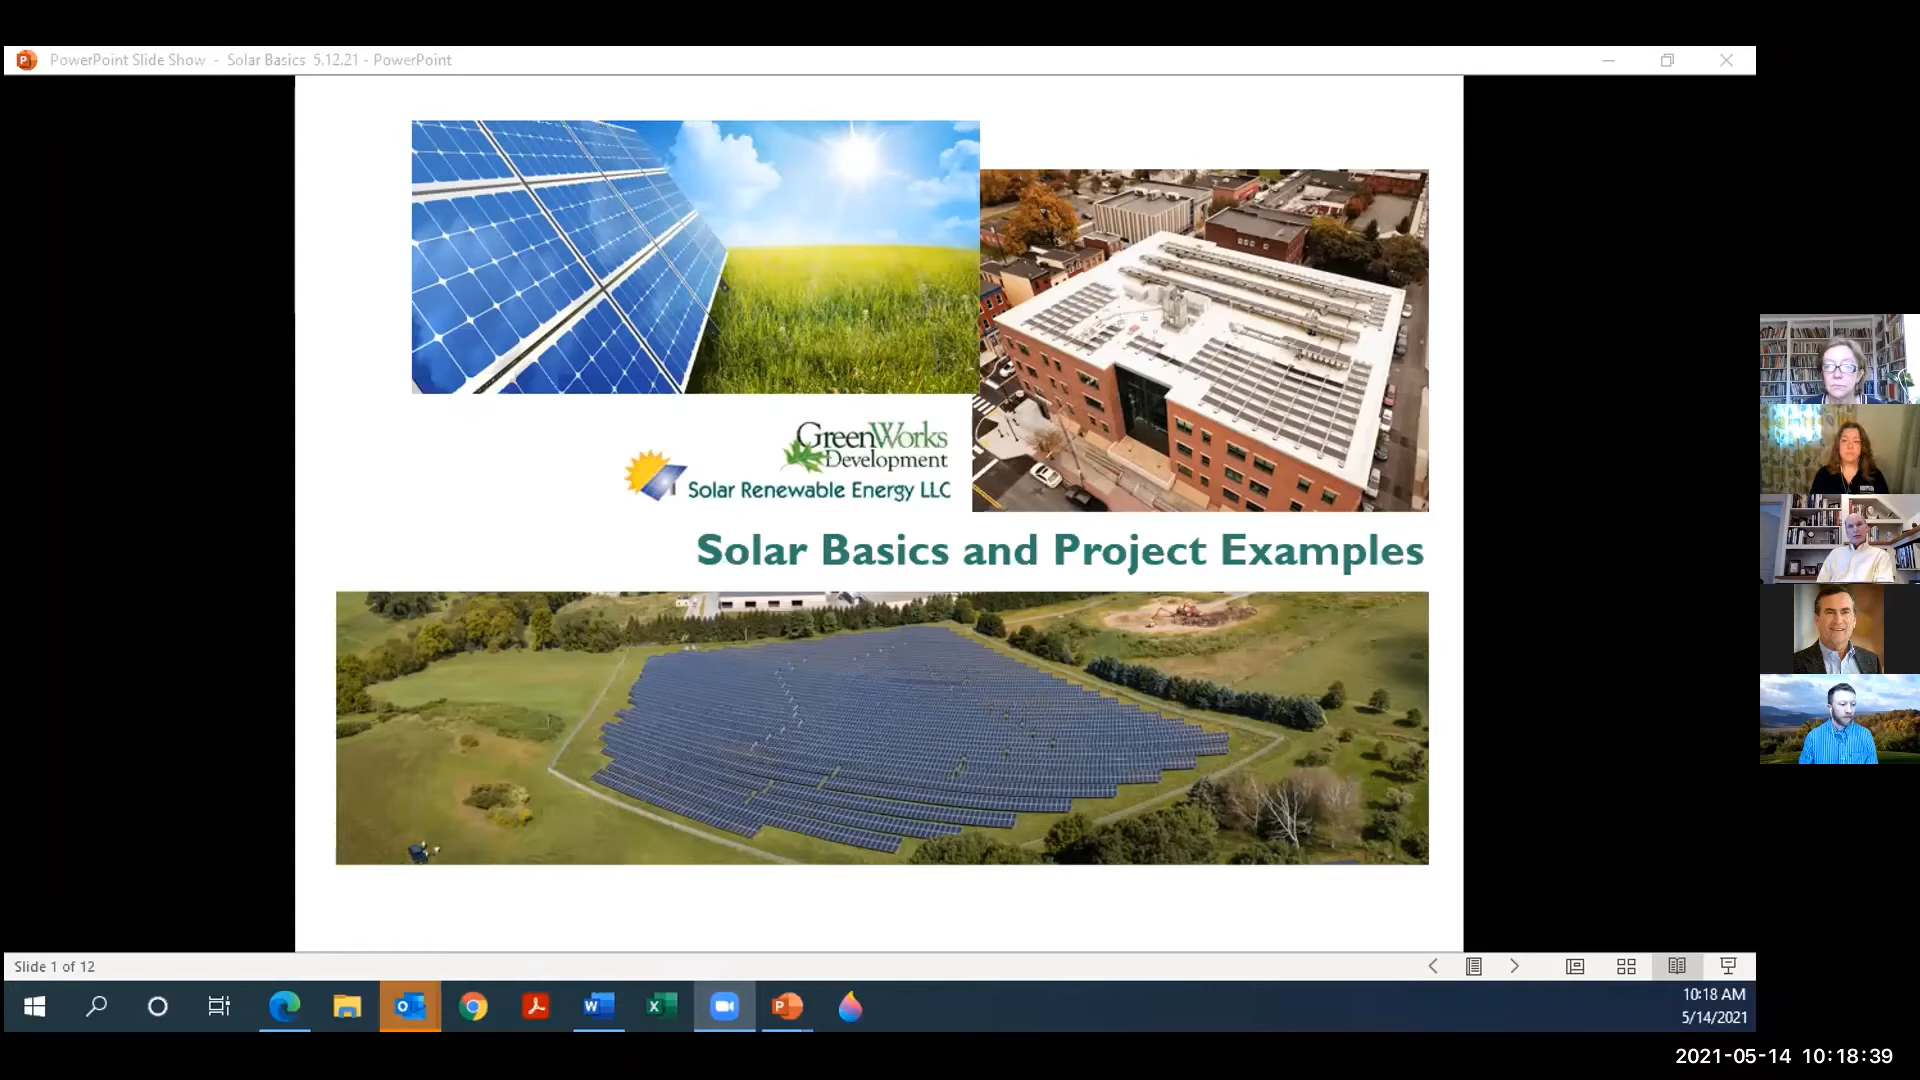 PowerPoint Slide Show - Solar Basics 5.12.21 - PowerPoint
GreenWorks
Development
Solar Renewable Energy LLC
Solar Basics and Project Examples
Slide 1 of 12
10:18 AM
5/14/2021
2021-05-14 10:18:39